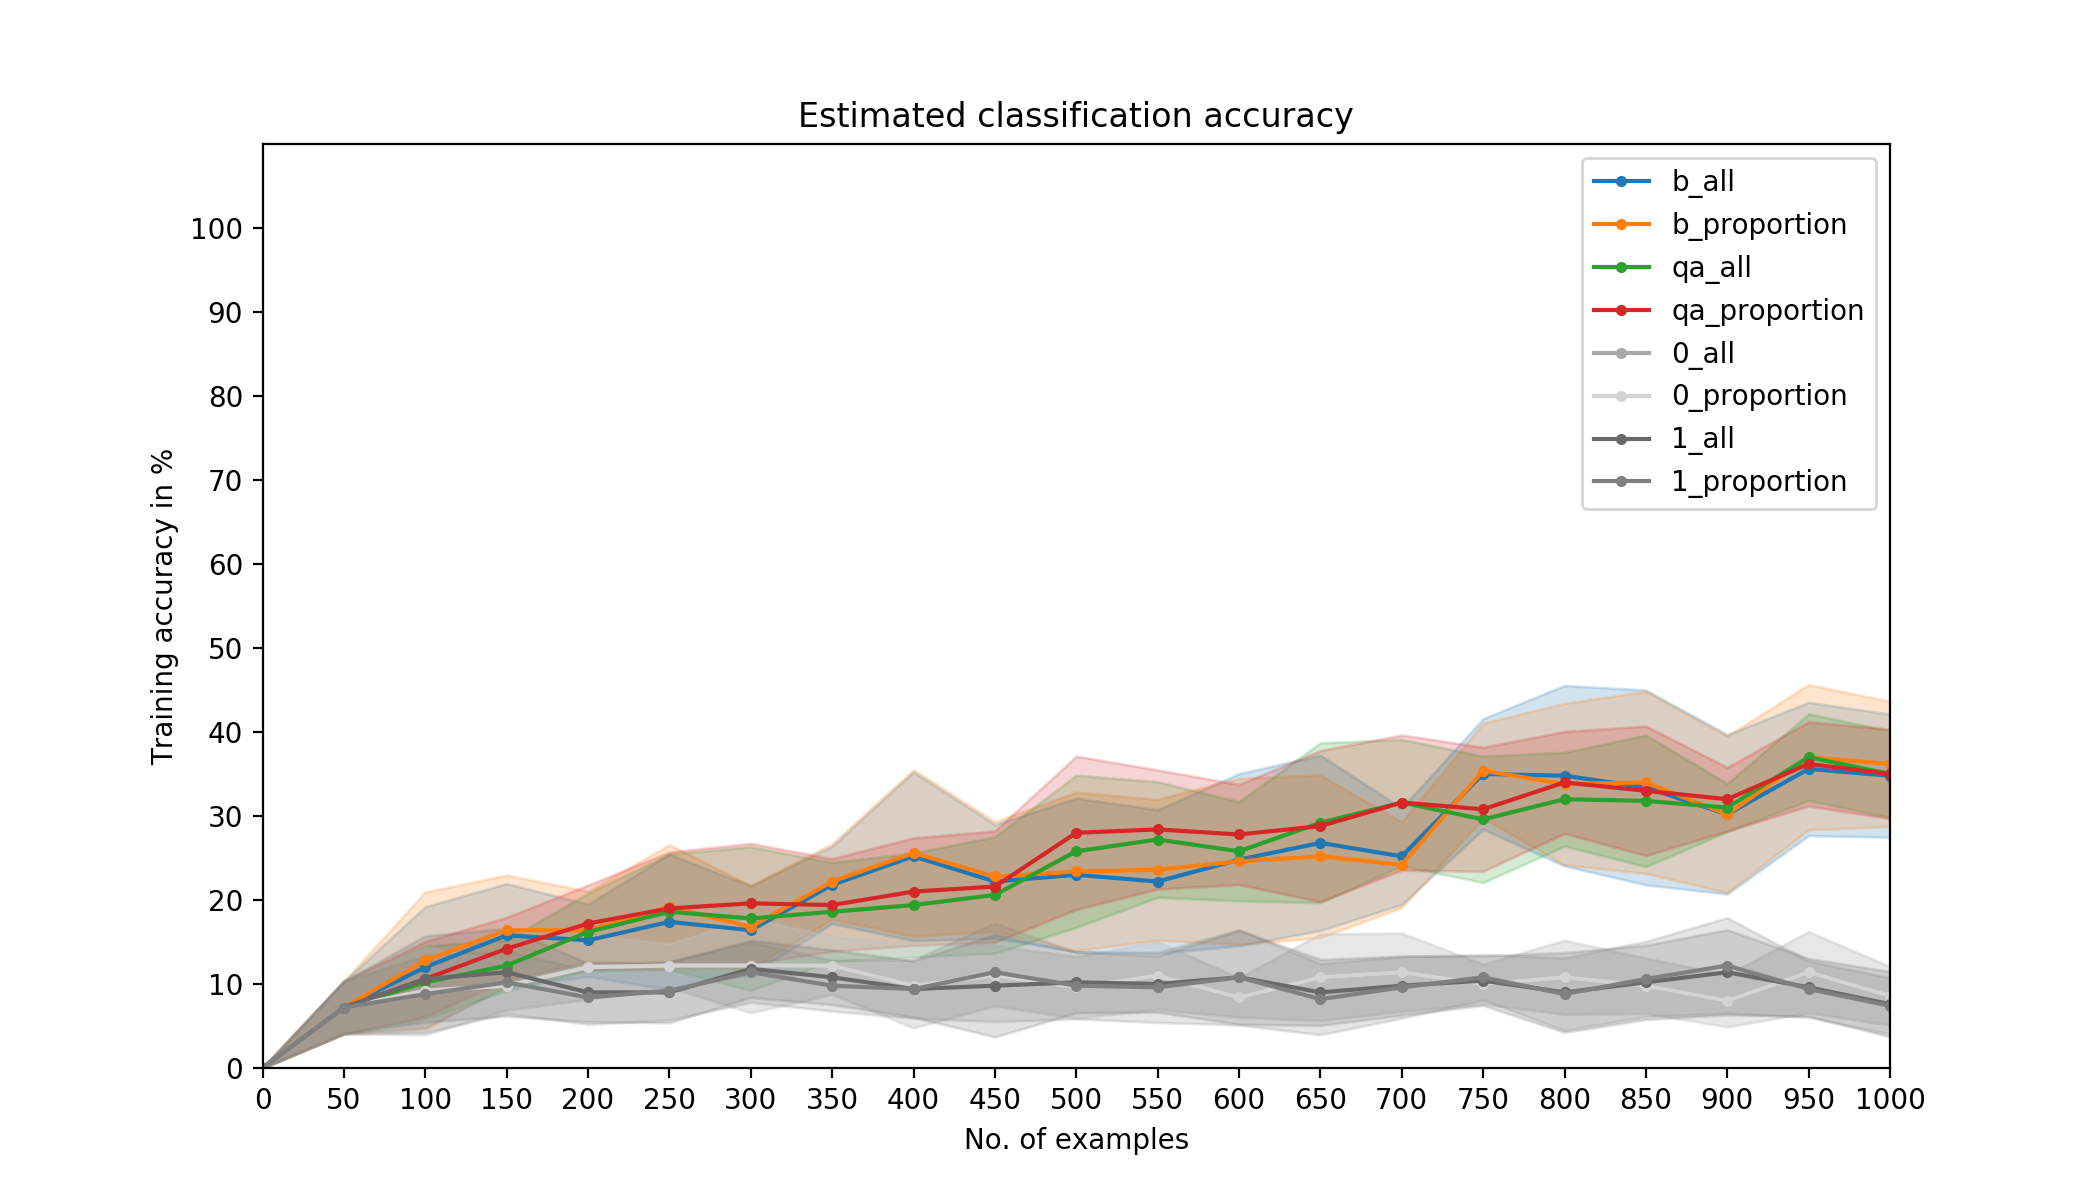 Estimated classification accuracy
b_all
b_proportion
qa_all
qa_proportion
0_all
0_proportion
1_all
1_proportion
100
90
80
70
60
50
40
30
20
10
0
Training accuracy in %
0 50 100 150 200 250 300 350 400 450 500 550 600 650 700 750 800 850 900 950 1000
No. of examples